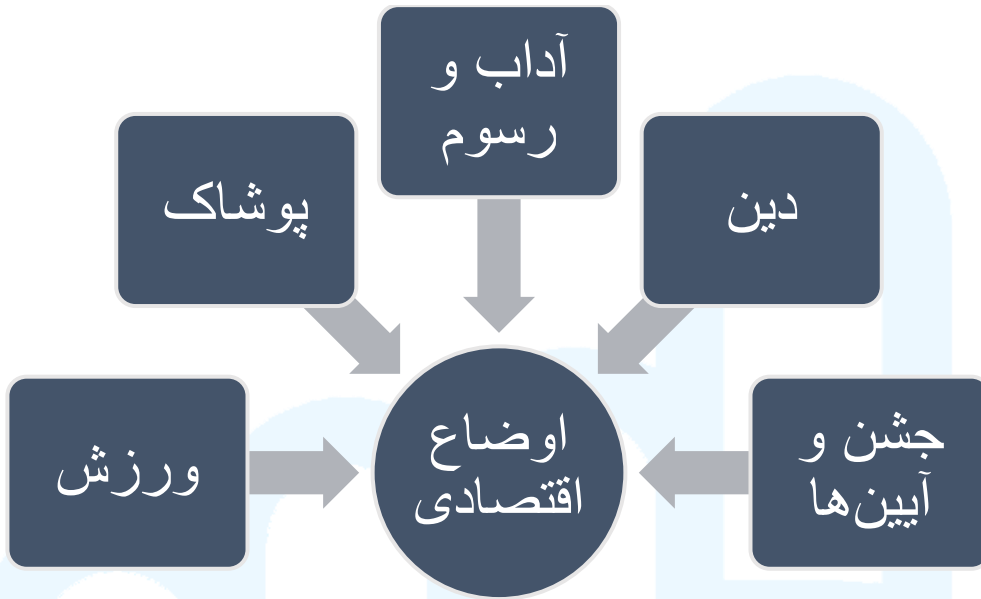 آداب و
رسوم
دین
پوشاک
جشن و
آیین‌ها
اوضاع
اقتصادی
ورزش